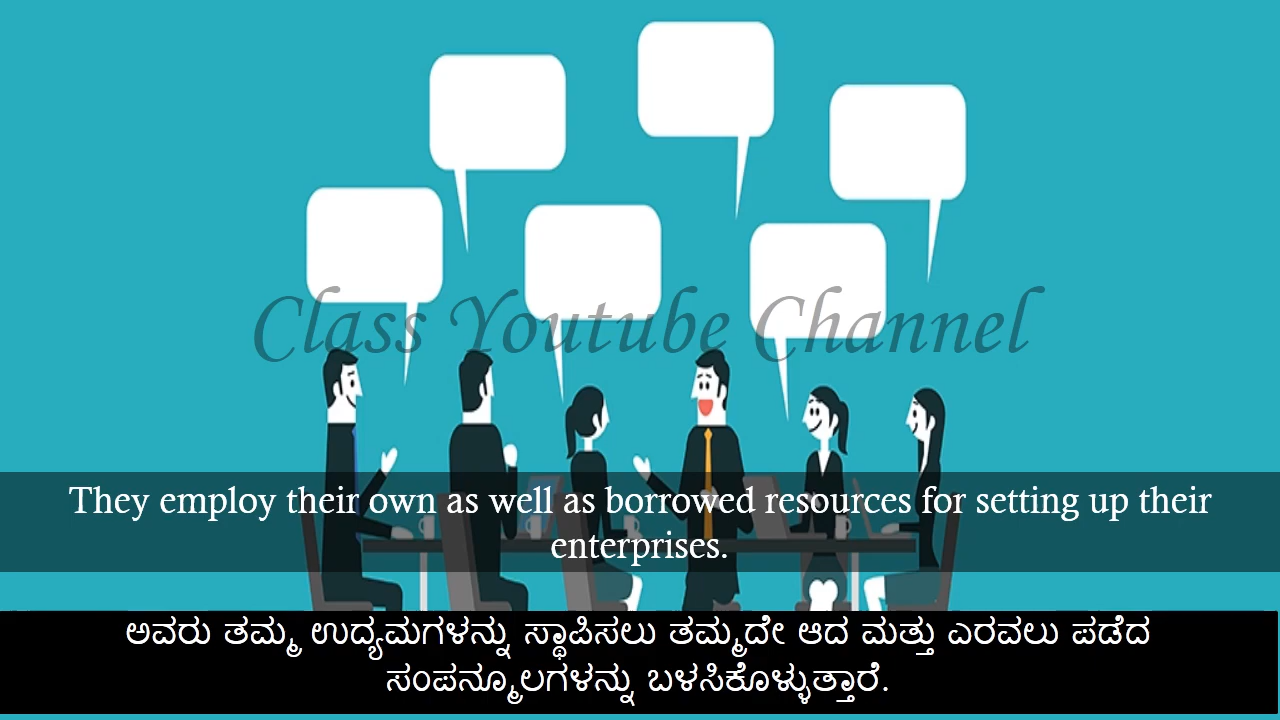 Class Youtube Channel
They employ their own as well as borrowed resources for setting up their
enterprises.
ಅವರು ತಮ್ಮ ಉದ್ಯಮಗಳನ್ನು ಸ್ಥಾಪಿಸಲು ತಮ್ಮದೇ ಆದ ಮತ್ತು ಎರವಲು ಪಡೆದ
ಸಂಪನ್ಮೂಲಗಳನ್ನು ಬಳಸಿಕೊಳ್ಳುತ್ತಾರೆ.